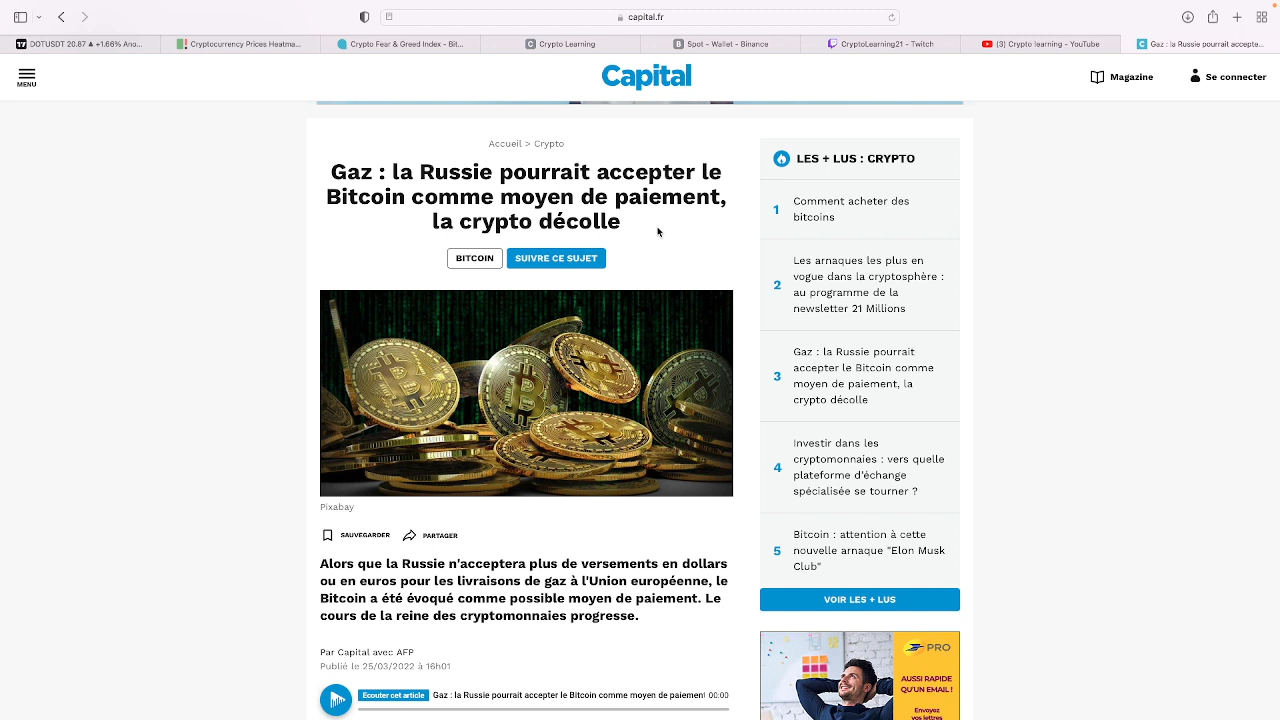 capital.fr
DOTUSDT 20.87 ▲ +1.66% Ano...
Cryptocurrency Prices Heatma...
Crypto Fear & Greed Index - Bit...
Crypto Learning
Spot - Wallet - Binance
CryptoLearning21 - Twitch
(3) Crypto learning - YouTube
Gaz : la Russie pourrait accepte...
MENU
Capital
Magazine
Se connecter
Accueil > Crypto
Gaz : la Russie pourrait accepter le
Bitcoin comme moyen de paiement,
la crypto décolle
BITCOIN
SUIVRE CE SUJET
Pixabay
SAUVEGARDER
PARTAGER
Alors que la Russie n'acceptera plus de versements en dollars
ou en euros pour les livraisons de gaz à l'Union européenne, le
Bitcoin a été évoqué comme possible moyen de paiement. Le
cours de la reine des cryptomonnaies progresse.
Par Capital avec AFP
Publié le 25/03/2022 à 16h01
Ecouter cet article
Gaz : la Russie pourrait accepter le Bitcoin comme moyen de paiement
00:00
LES + LUS : CRYPTO
1
Comment acheter des
bitcoins
2
Les arnaques les plus en
vogue dans la cryptosphère :
au programme de la
newsletter 21 Millions
3
Gaz : la Russie pourrait
accepter le Bitcoin comme
moyen de paiement, la
crypto décolle
4
Investir dans les
cryptomonnaies : vers quelle
plateforme d'échange
spécialisée se tourner ?
5
Bitcoin : attention à cette
nouvelle arnaque "Elon Musk
Club"
VOIR LES + LUS
PRO
AUSSI RAPIDE
QU'UN EMAIL !
Envoyez
vos lettres